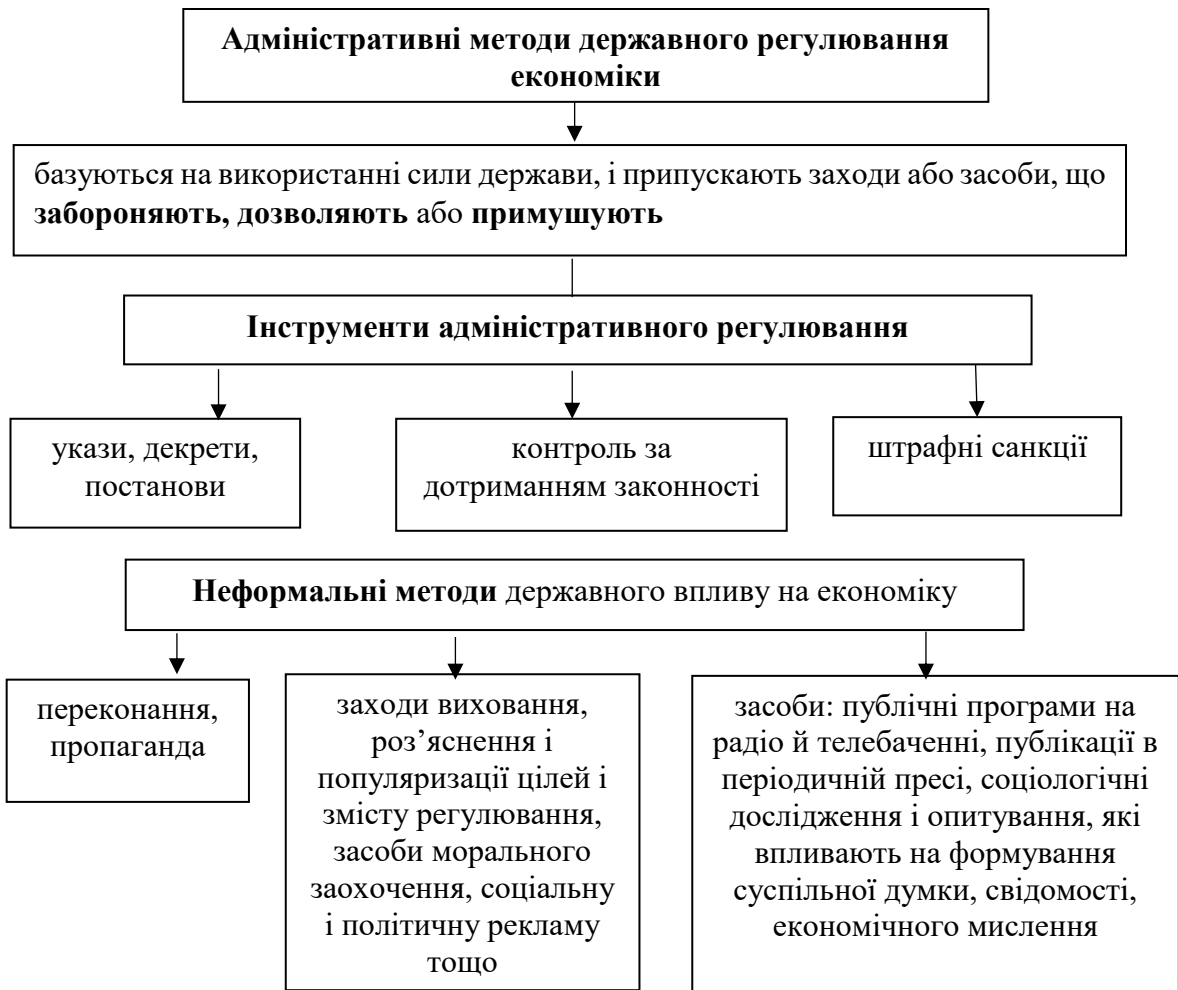 Адміністративні методи державного регулювання
економіки
базуються на використанні сили держави, і припускають заходи або засоби, що
забороняють, дозволяють або примушують
Інструменти адміністративного регулювання
укази, декрети,
постанови
контроль за
дотриманням законності
штрафні санкції
Неформальні методи державного впливу на економіку
переконання,
пропаганда
заходи виховання,
роз’яснення і
популяризації цілей і
змісту регулювання,
засоби морального
заохочення, соціальну
і політичну рекламу
тощо
засоби: публічні програми на
радіо й телебаченні, публікації в
періодичній пресі, соціологічні
дослідження і опитування, які
впливають на формування
суспільної думки, свідомості,
економічного мислення